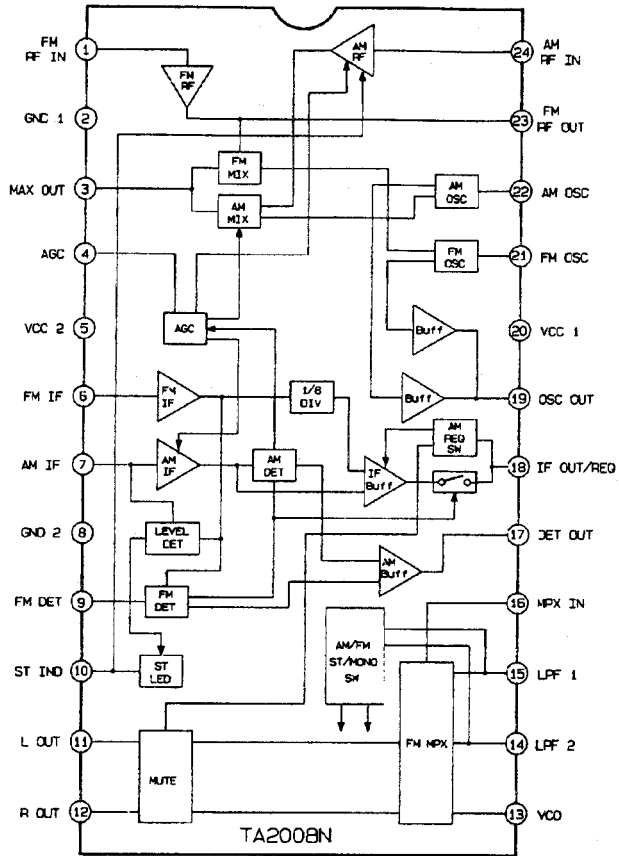 FM
RF IN
1
GND 1
2
MAX OUT
3
AGC
4
VCC 2
5
FM IF
6
AM IF
7
GND 2
8
FM DET
9
ST IND
10
L OUT
11
R OUT
12
FM
RF
AM
RF
FM
MIX
AM
MIX
AM
OSC
FM
OSC
AGC
Buff
Buff
FM
IF
1/8
DIV
AM
REQ
SW
AM
IF
AM
DET
IF
Buff
LEVEL
DET
AM
Buff
FM
DET
ST
LED
AM/FM
ST/MONO
SW
FM MPX
MUTE
24
AM
RF IN
23
FM
RF OUT
22
AM OSC
21
FM OSC
20
VCC 1
19
OSC OUT
18
IF OUT/REQ
17
DET OUT
16
MPX IN
15
LPF 1
14
LPF 2
13
VCO
TA2008N